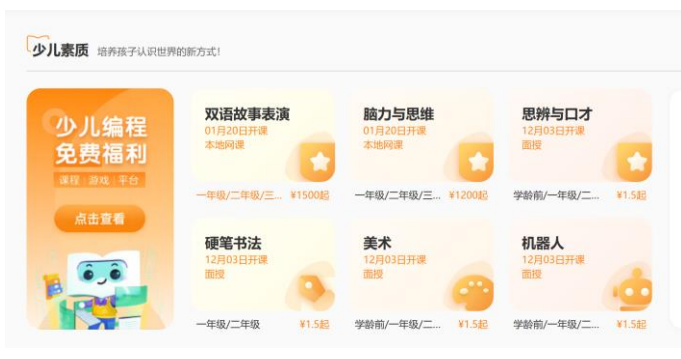 少儿素质 培养孩子认识世界的新方式！
少儿编程
免费福利
课程 | 游戏 | 平台
点击查看
双语故事表演
01月20日开课
本地网课
一年级/二年级/三... ¥1500起
脑力与思维
01月20日开课
本地网课
一年级/二年级/三... ¥1200起
思辨与口才
12月03日开课
面授
学龄前/一年级/二... ¥1.5起
硬笔书法
12月03日开课
面授
一年级/二年级 ¥1.5起
美术
12月03日开课
面授
学龄前/一年级/二... ¥1.5起
机器人
12月03日开课
面授
学龄前/一年级/二... ¥1.5起